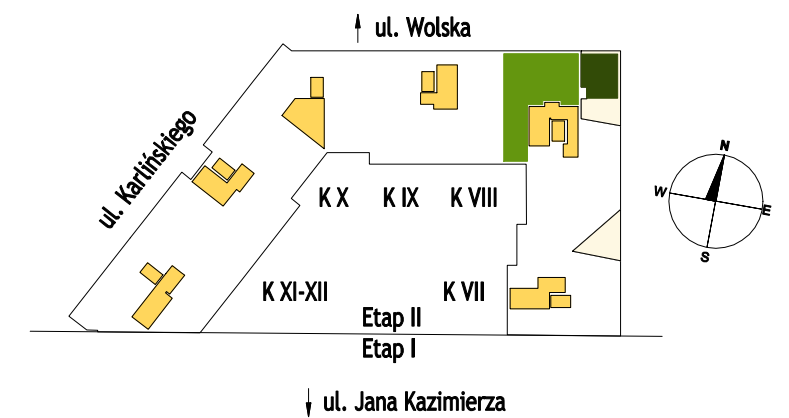 ul. Wolska
ul. Karlińskiego
N
W
E
S
K X K IX K VIII
K XI-XII K VII
Etap II
Etap I
ul. Jana Kazimierza